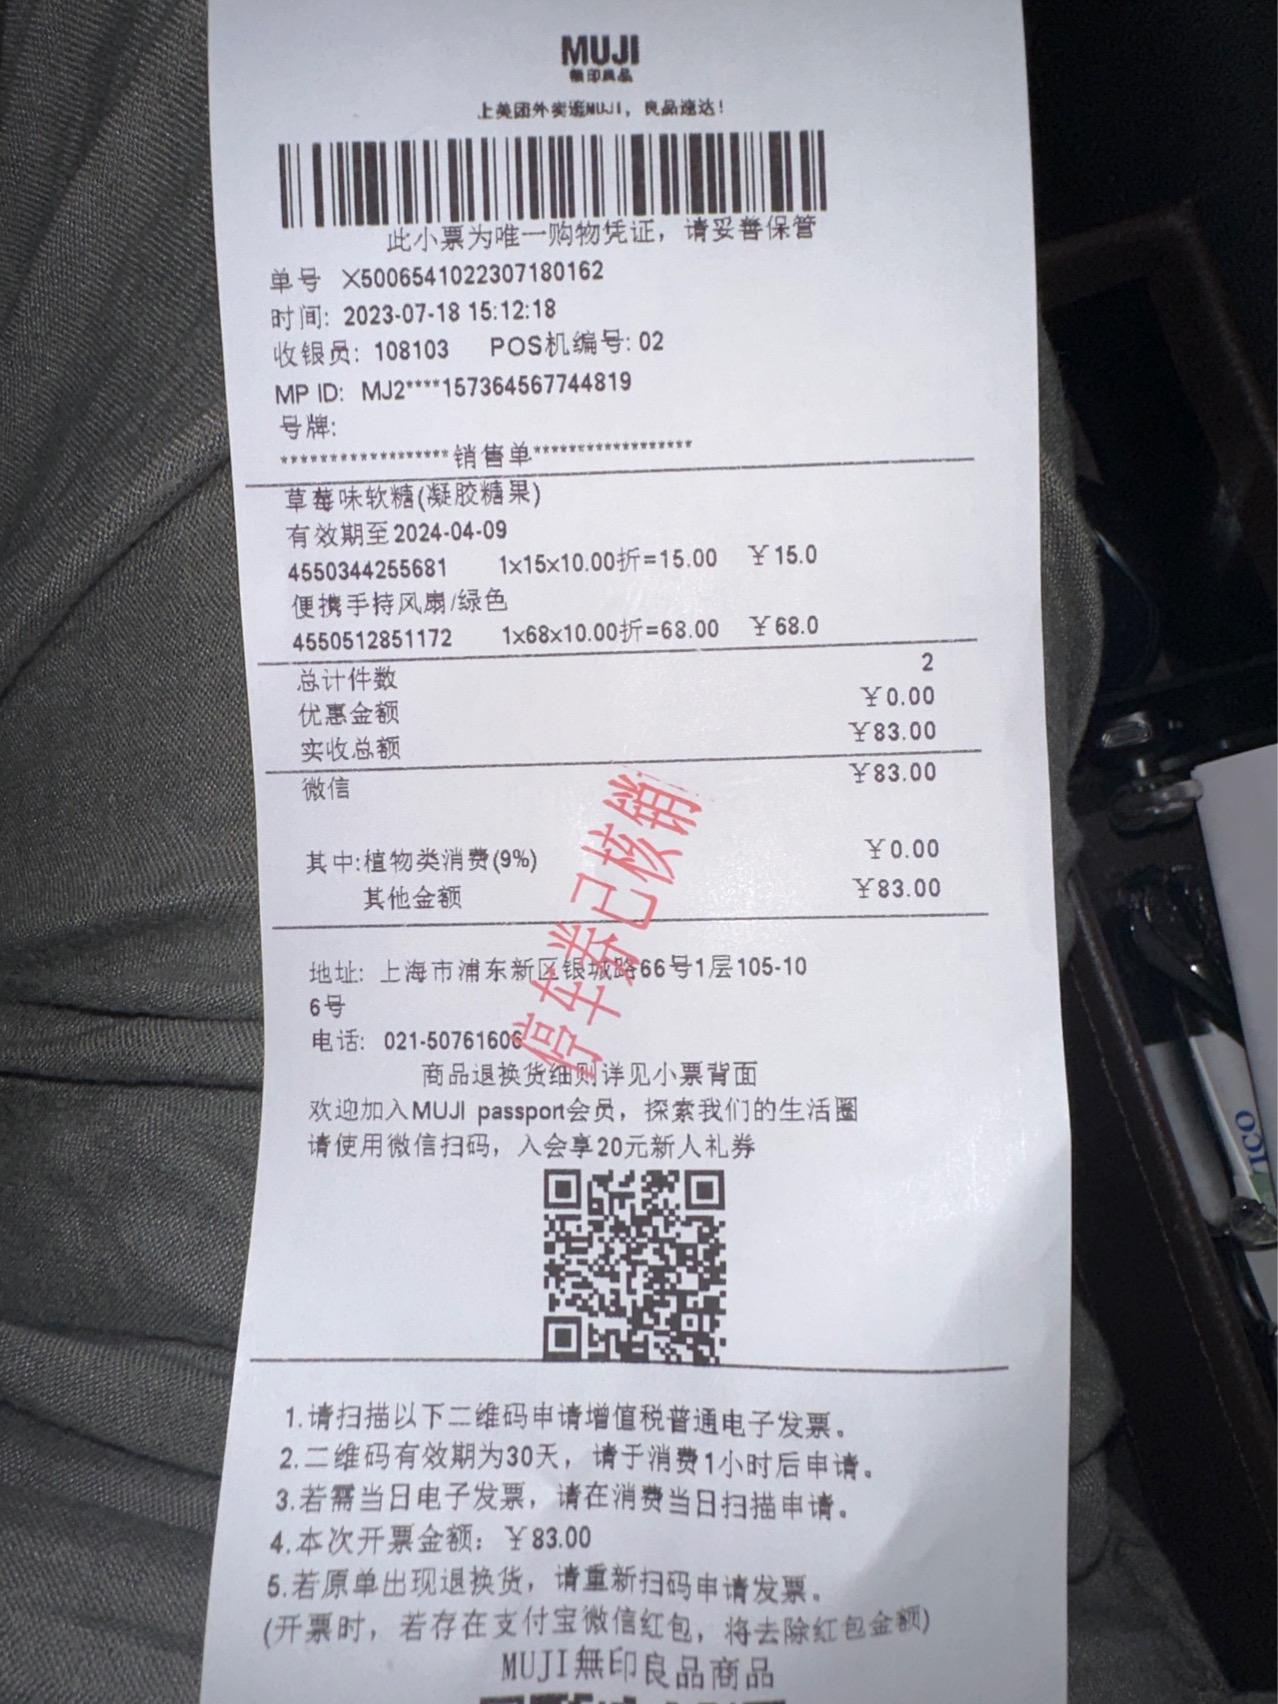 MUJI
無印良品
上美团外卖逛MUJI，良品速达！
此小票为唯一购物凭证，请妥善保管
单号 X5006541022307180162
时间: 2023-07-18 15:12:18
收银员: 108103 POS机编号: 02
MP ID: MJ2****157364567744819
号牌:
******************销售单******************
草莓味软糖(凝胶糖果)
有效期至2024-04-09
4550344255681 1x15x10.00折=15.00 ￥15.0
便携手持风扇/绿色
4550512851172 1x68x10.00折=68.00 ￥68.0
总计件数 2
优惠金额 ￥0.00
实收总额 ￥83.00
微信 ￥83.00
其中:植物类消费(9%) ￥0.00
其他金额 ￥83.00
停车券已核销
地址: 上海市浦东新区银城路66号1层105-10
6号
电话: 021-50761606
商品退换货细则详见小票背面
欢迎加入MUJI passport会员，探索我们的生活圈
请使用微信扫码，入会享20元新人礼券
1.请扫描以下二维码申请增值税普通电子发票。
2.二维码有效期为30天，请于消费1小时后申请。
3.若需当日电子发票，请在消费当日扫描申请。
4.本次开票金额：￥83.00
5.若原单出现退换货，请重新扫码申请发票。
(开票时，若存在支付宝微信红包，将去除红包金额)
MUJI無印良品商品
ICO